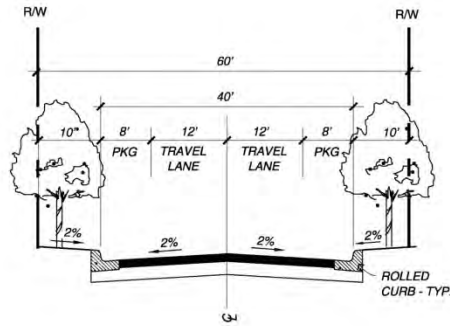 R/W
R/W
60'
40'
10'
8'
12'
12'
8'
10'
PKG
TRAVEL
LANE
TRAVEL
LANE
PKG
2%
2%
2%
2%
ROLLED
CURB - TYP.
℄